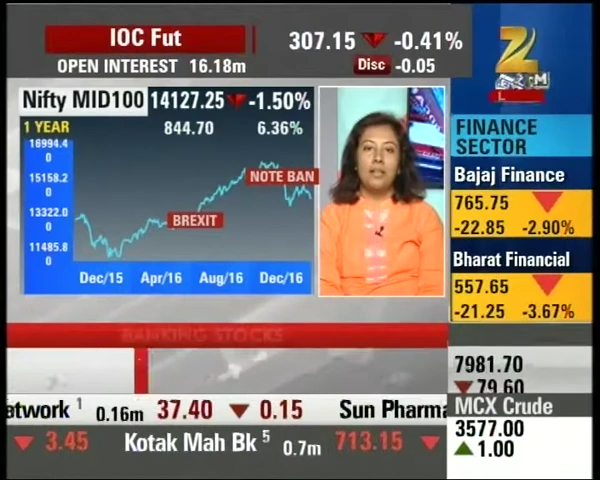 IOC Fut
OPEN INTEREST 16.18m
307.15 -0.41%
Disc -0.05
Nifty MID100 14127.25 -1.50%
1 YEAR 844.70 6.36%
16994.4
0
15158.2
0
13322.0
0
11485.8
0
NOTE BAN
BREXIT
Dec/15 Apr/16 Aug/16 Dec/16
FINANCE
SECTOR
Bajaj Finance
765.75
-22.85 -2.90%
Bharat Financial
557.65
-21.25 -3.67%
BANKING STOCKS
7981.70
79.60
MCX Crude
3577.00
1.00
atwork 1 0.16m 37.40 0.15 Sun Pharma
3.45 Kotak Mah Bk 5 0.7m 713.15